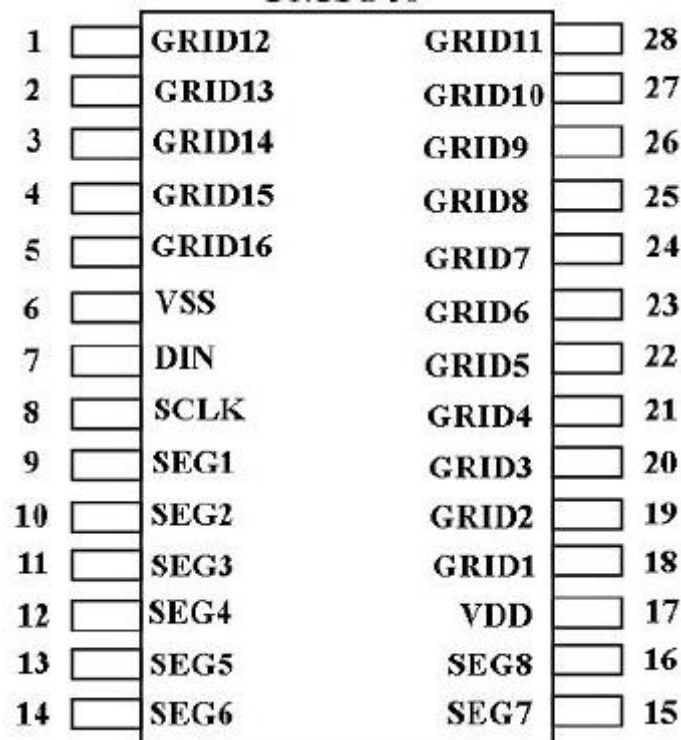 1 GRID12 GRID11 28
2 GRID13 GRID10 27
3 GRID14 GRID9 26
4 GRID15 GRID8 25
5 GRID16 GRID7 24
6 VSS GRID6 23
7 DIN GRID5 22
8 SCLK GRID4 21
9 SEG1 GRID3 20
10 SEG2 GRID2 19
11 SEG3 GRID1 18
12 SEG4 VDD 17
13 SEG5 SEG8 16
14 SEG6 SEG7 15